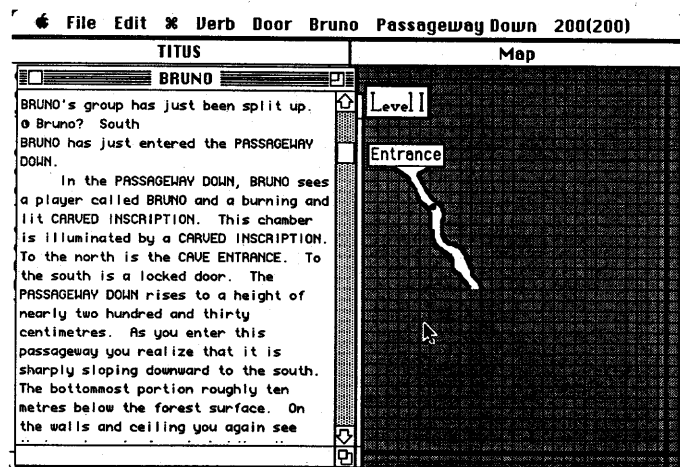 File Edit ⌘ Verb Door Bruno Passageway Down 200(200)
TITUS
Map
BRUNO
BRUNO's group has just been split up.
Bruno? South
BRUNO has just entered the PASSAGEWAY
DOWN.
In the PASSAGEWAY DOWN, BRUNO sees
a player called BRUNO and a burning and
lit CARVED INSCRIPTION. This chamber
is illuminated by a CARVED INSCRIPTION.
To the north is the CAVE ENTRANCE. To
the south is a locked door. The
PASSAGEWAY DOWN rises to a height of
nearly two hundred and thirty
centimetres. As you enter this
passageway you realize that it is
sharply sloping downward to the south.
The bottommost portion roughly ten
metres below the forest surface. On
the walls and ceiling you again see
Level 1
Entrance